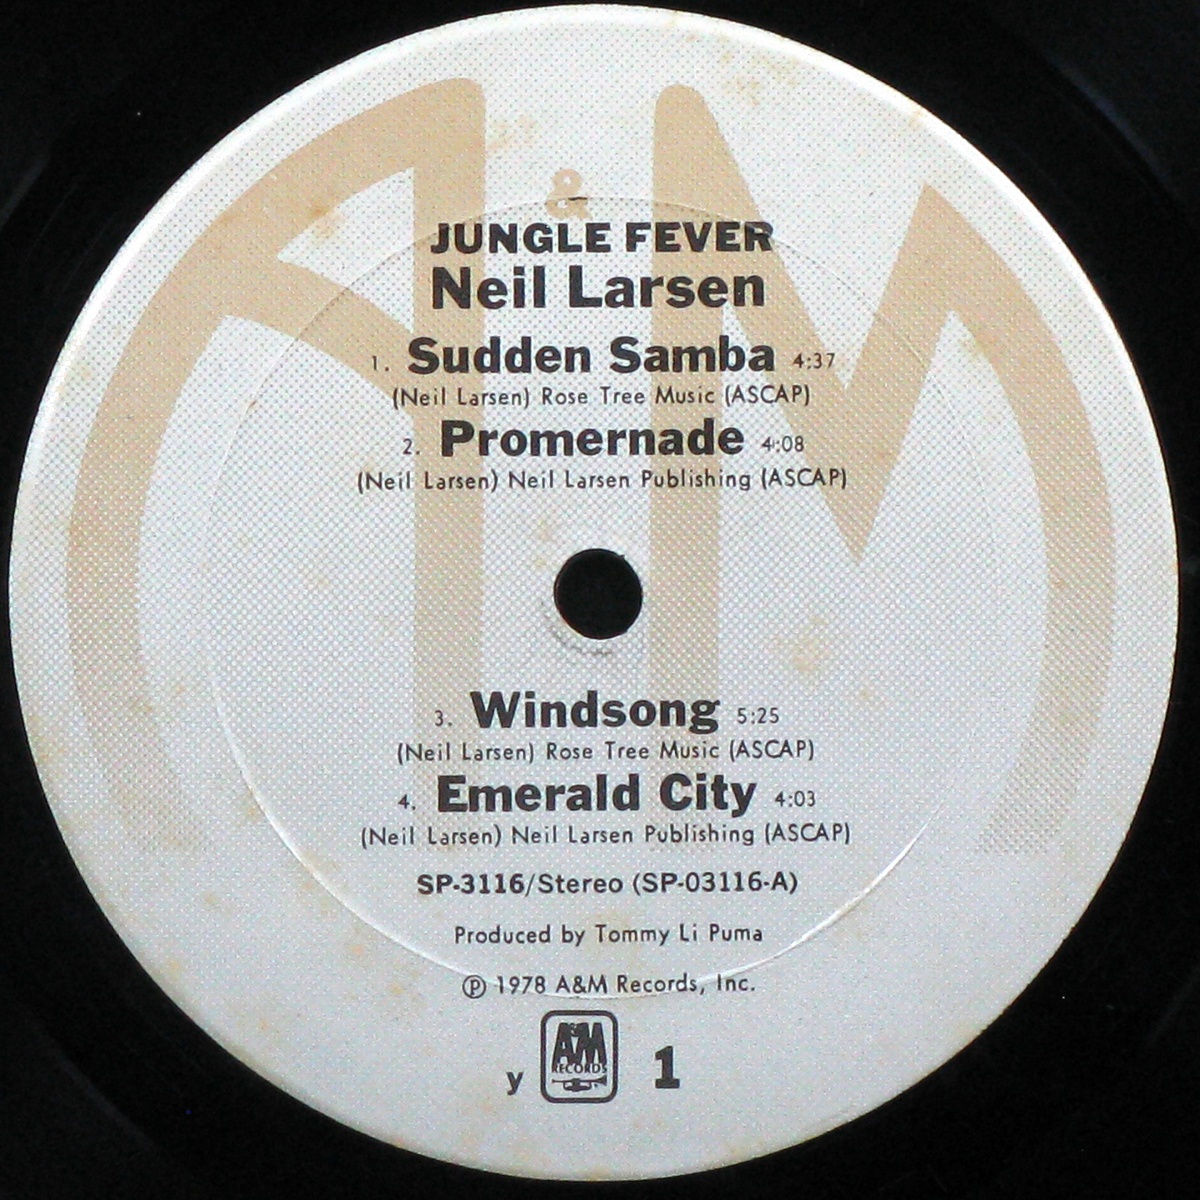 A & M
JUNGLE FEVER
Neil Larsen
1. Sudden Samba 4:37
(Neil Larsen) Rose Tree Music (ASCAP)
2. Promernade 4:08
(Neil Larsen) Neil Larsen Publishing (ASCAP)
3. Windsong 5:25
(Neil Larsen) Rose Tree Music (ASCAP)
4. Emerald City 4:03
(Neil Larsen) Neil Larsen Publishing (ASCAP)
SP-3116/Stereo (SP-03116-A)
Produced by Tommy Li Puma
℗ 1978 A&M Records, Inc.
y A&M RECORDS 1